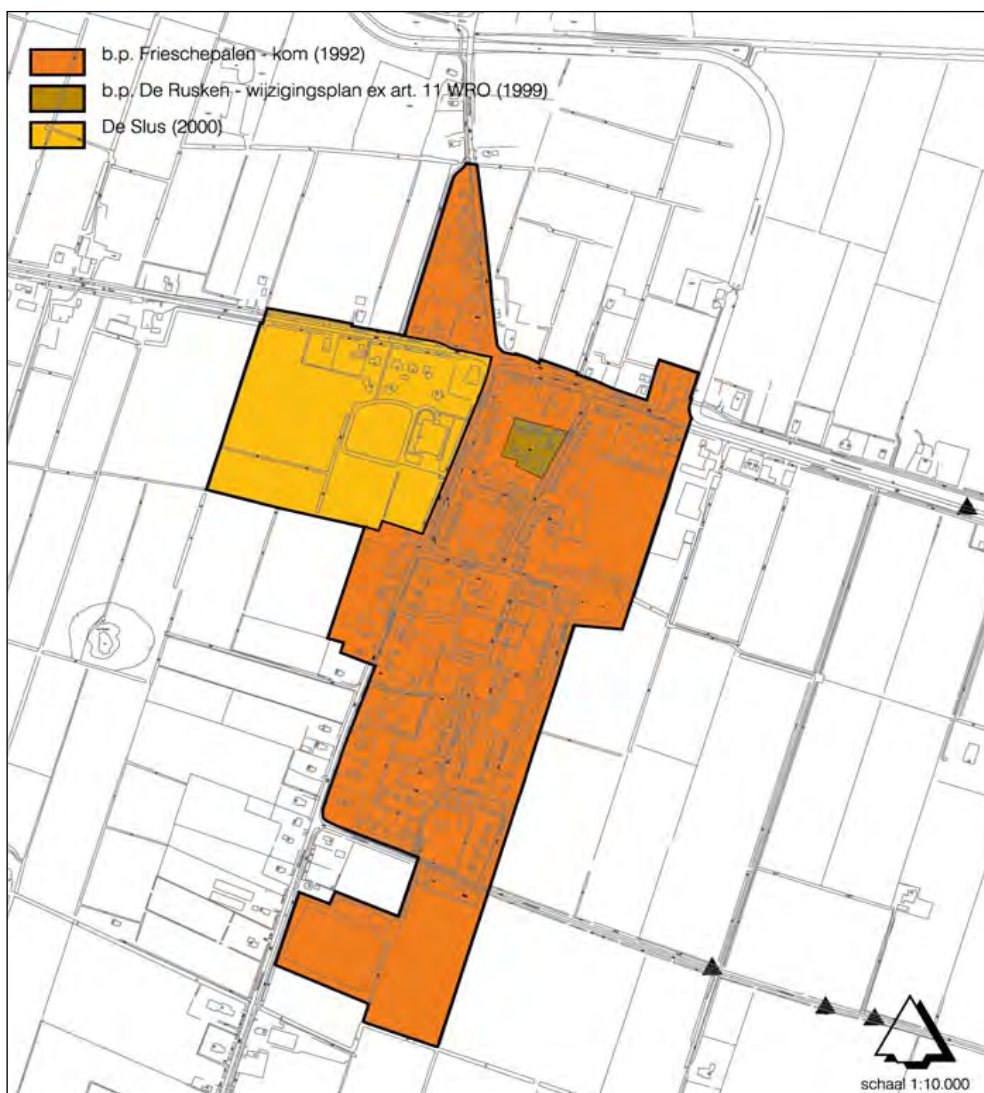 b.p. Frieschepalen - kom (1992)
b.p. De Rusken - wijzigingsplan ex art. 11 WRO (1999)
De Slus (2000)
schaal 1:10.000